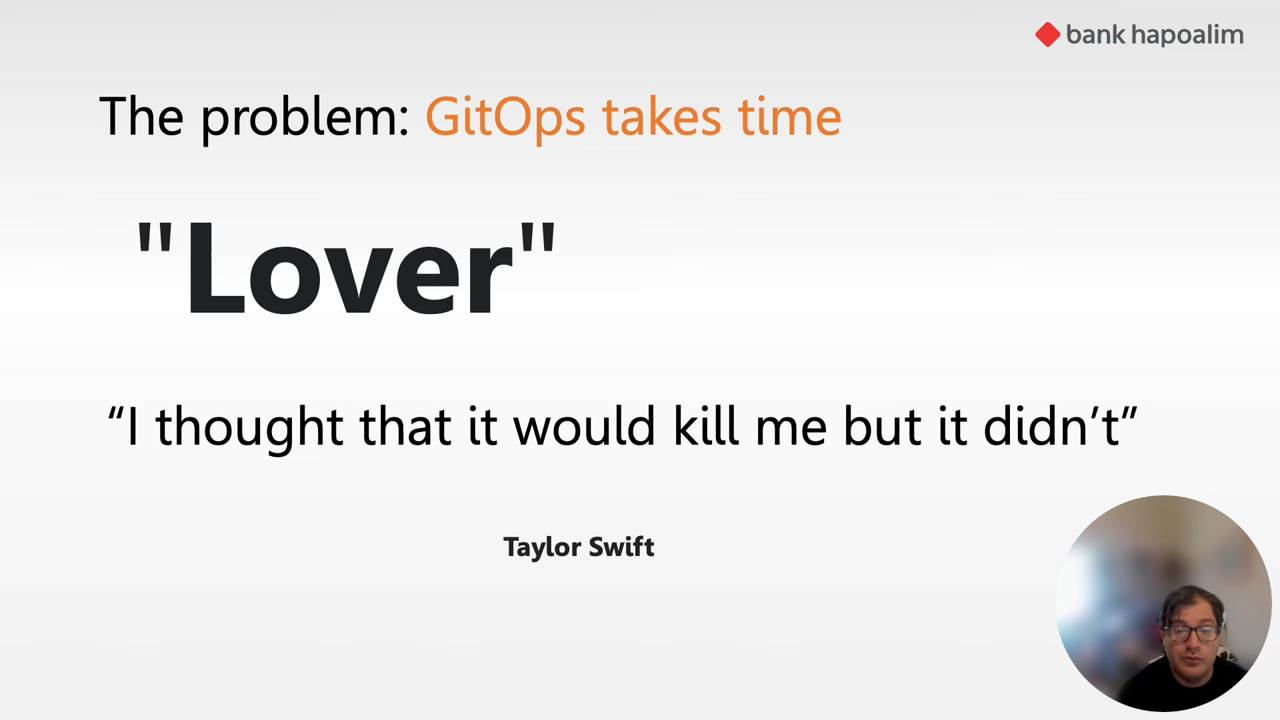 bank hapoalim
The problem: GitOps takes time
"Lover"
“I thought that it would kill me but it didn’t”
Taylor Swift